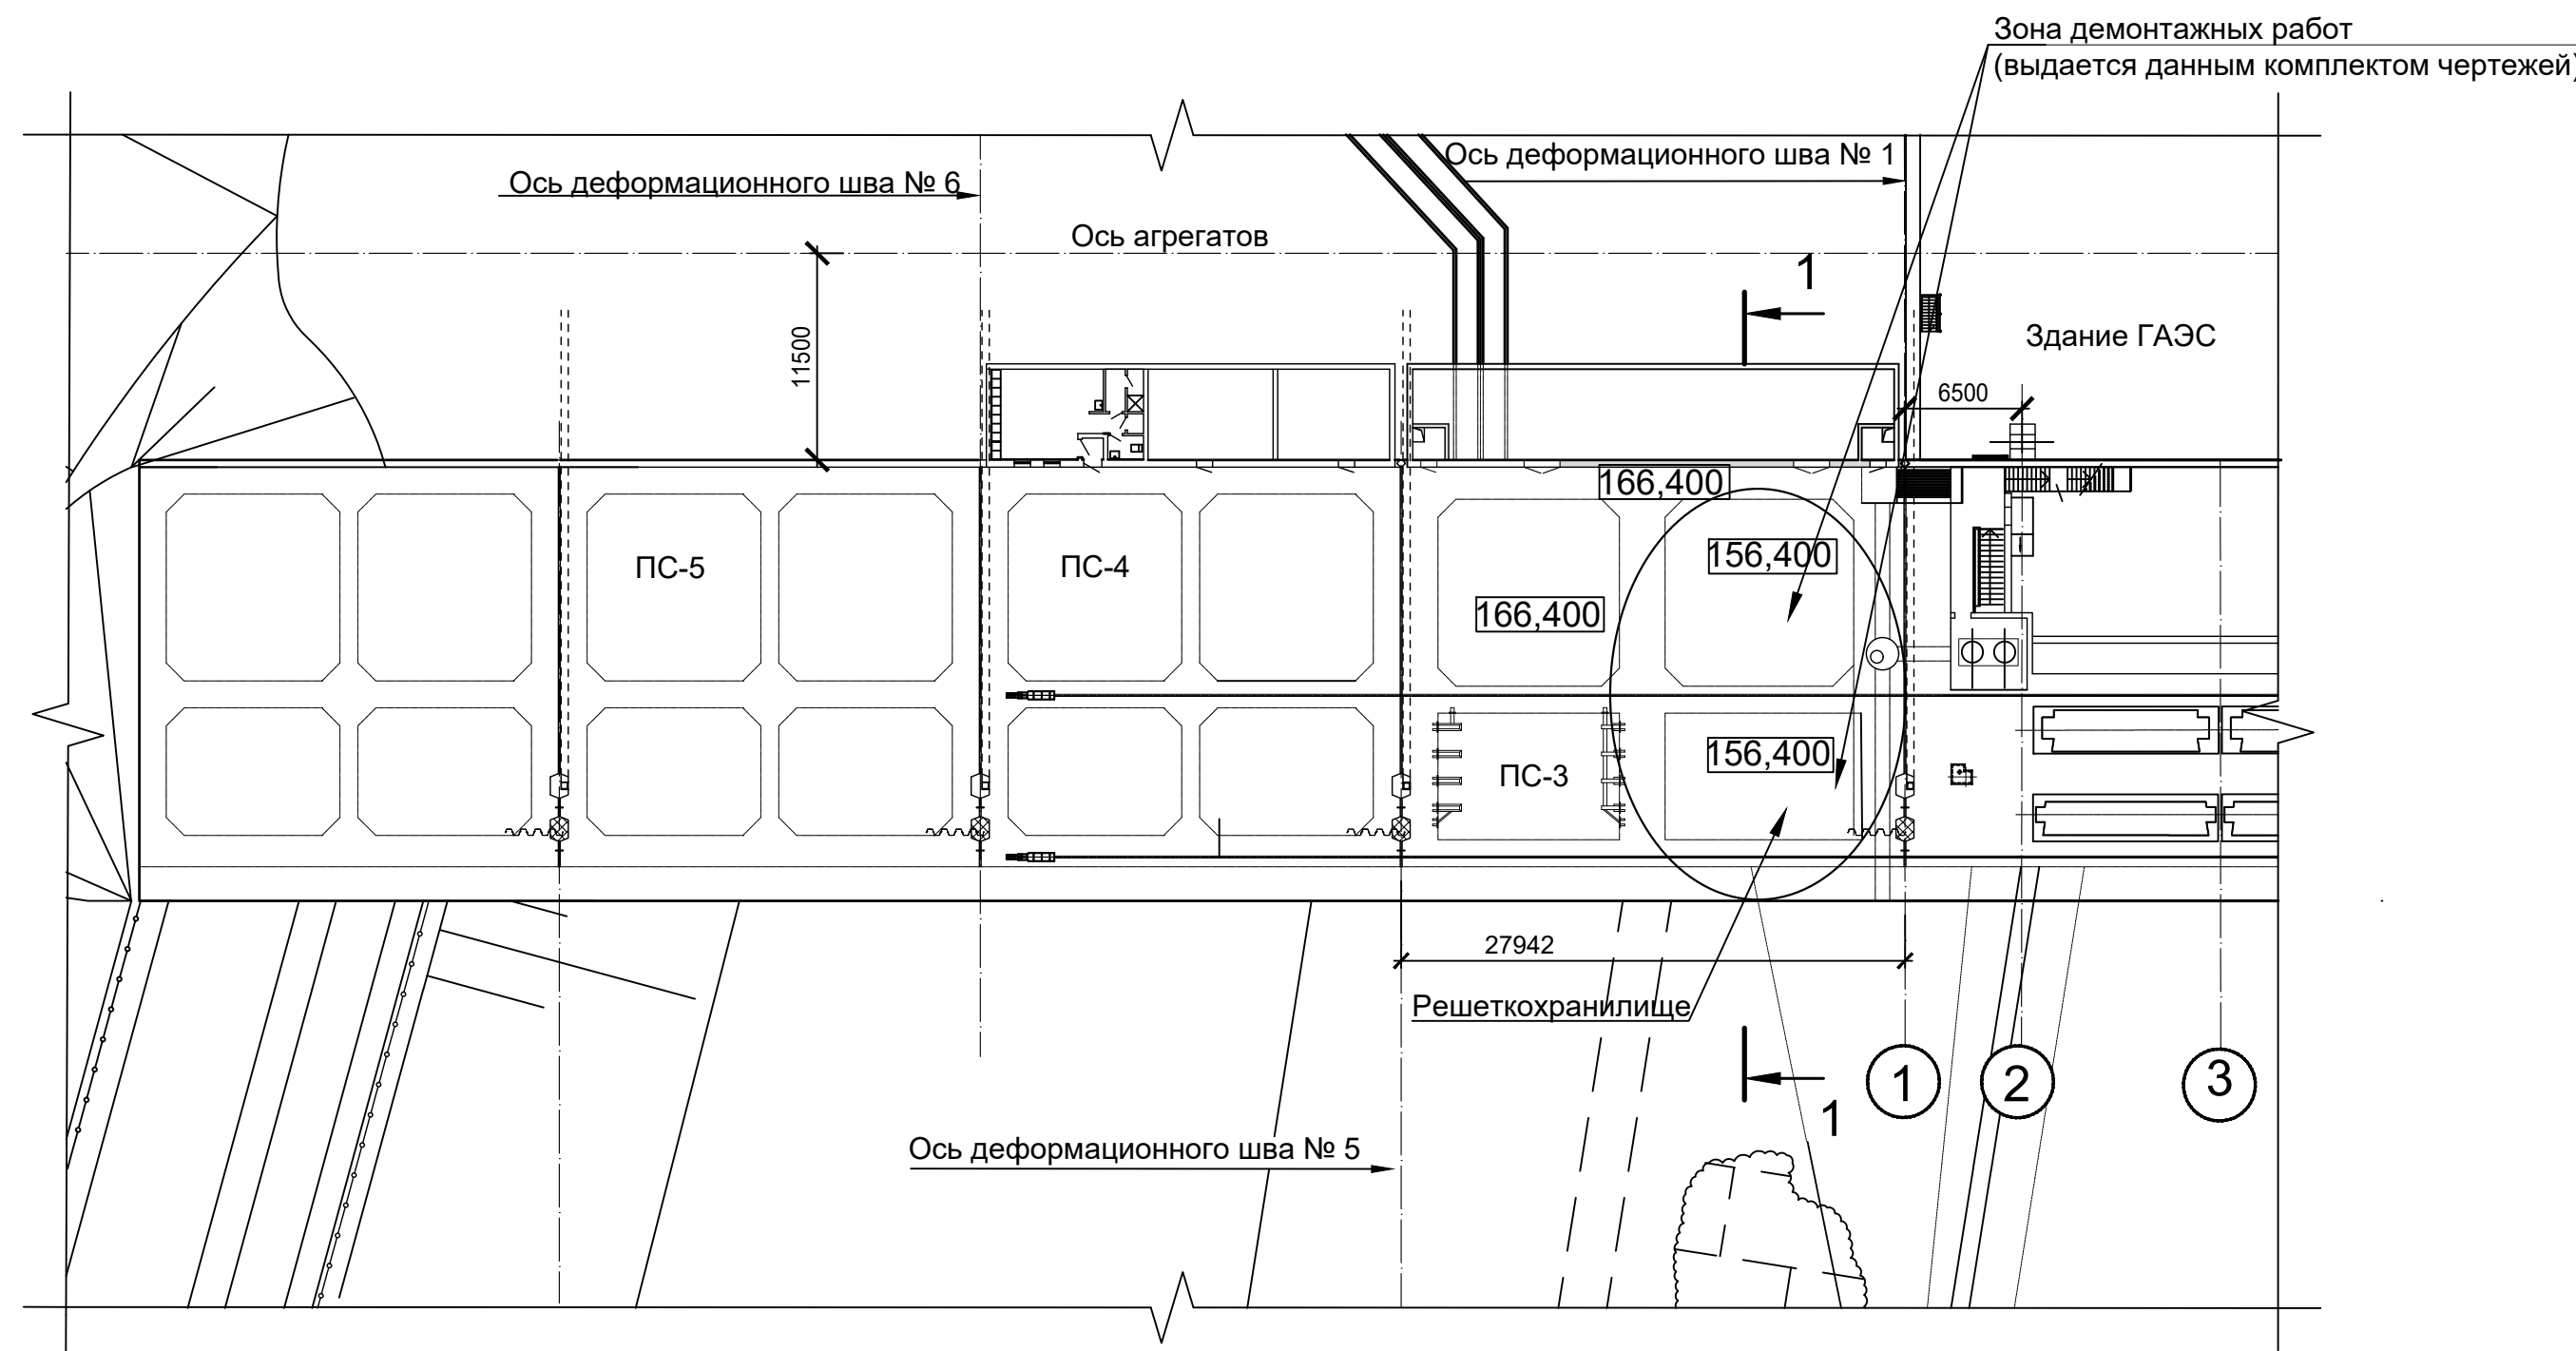 Зона демонтажных работ
(выдается данным комплектом чертежей)
Ось деформационного шва № 1
Ось деформационного шва № 6
Ось агрегатов
1
11500
Здание ГАЭС
6500
166,400
156,400
ПС-5
ПС-4
166,400
156,400
ПС-3
27942
Решеткохранилище
1
2
3
1
Ось деформационного шва № 5